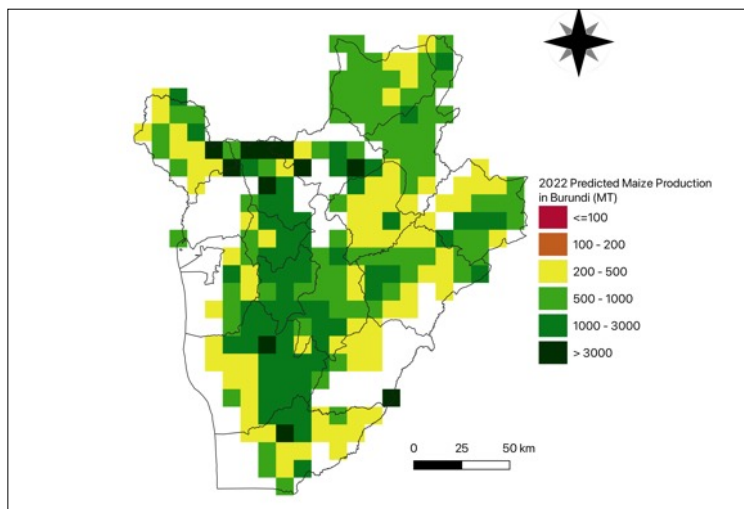 2022 Predicted Maize Production
in Burundi (MT)
<=100
100 - 200
200 - 500
500 - 1000
1000 - 3000
> 3000
0 25 50 km